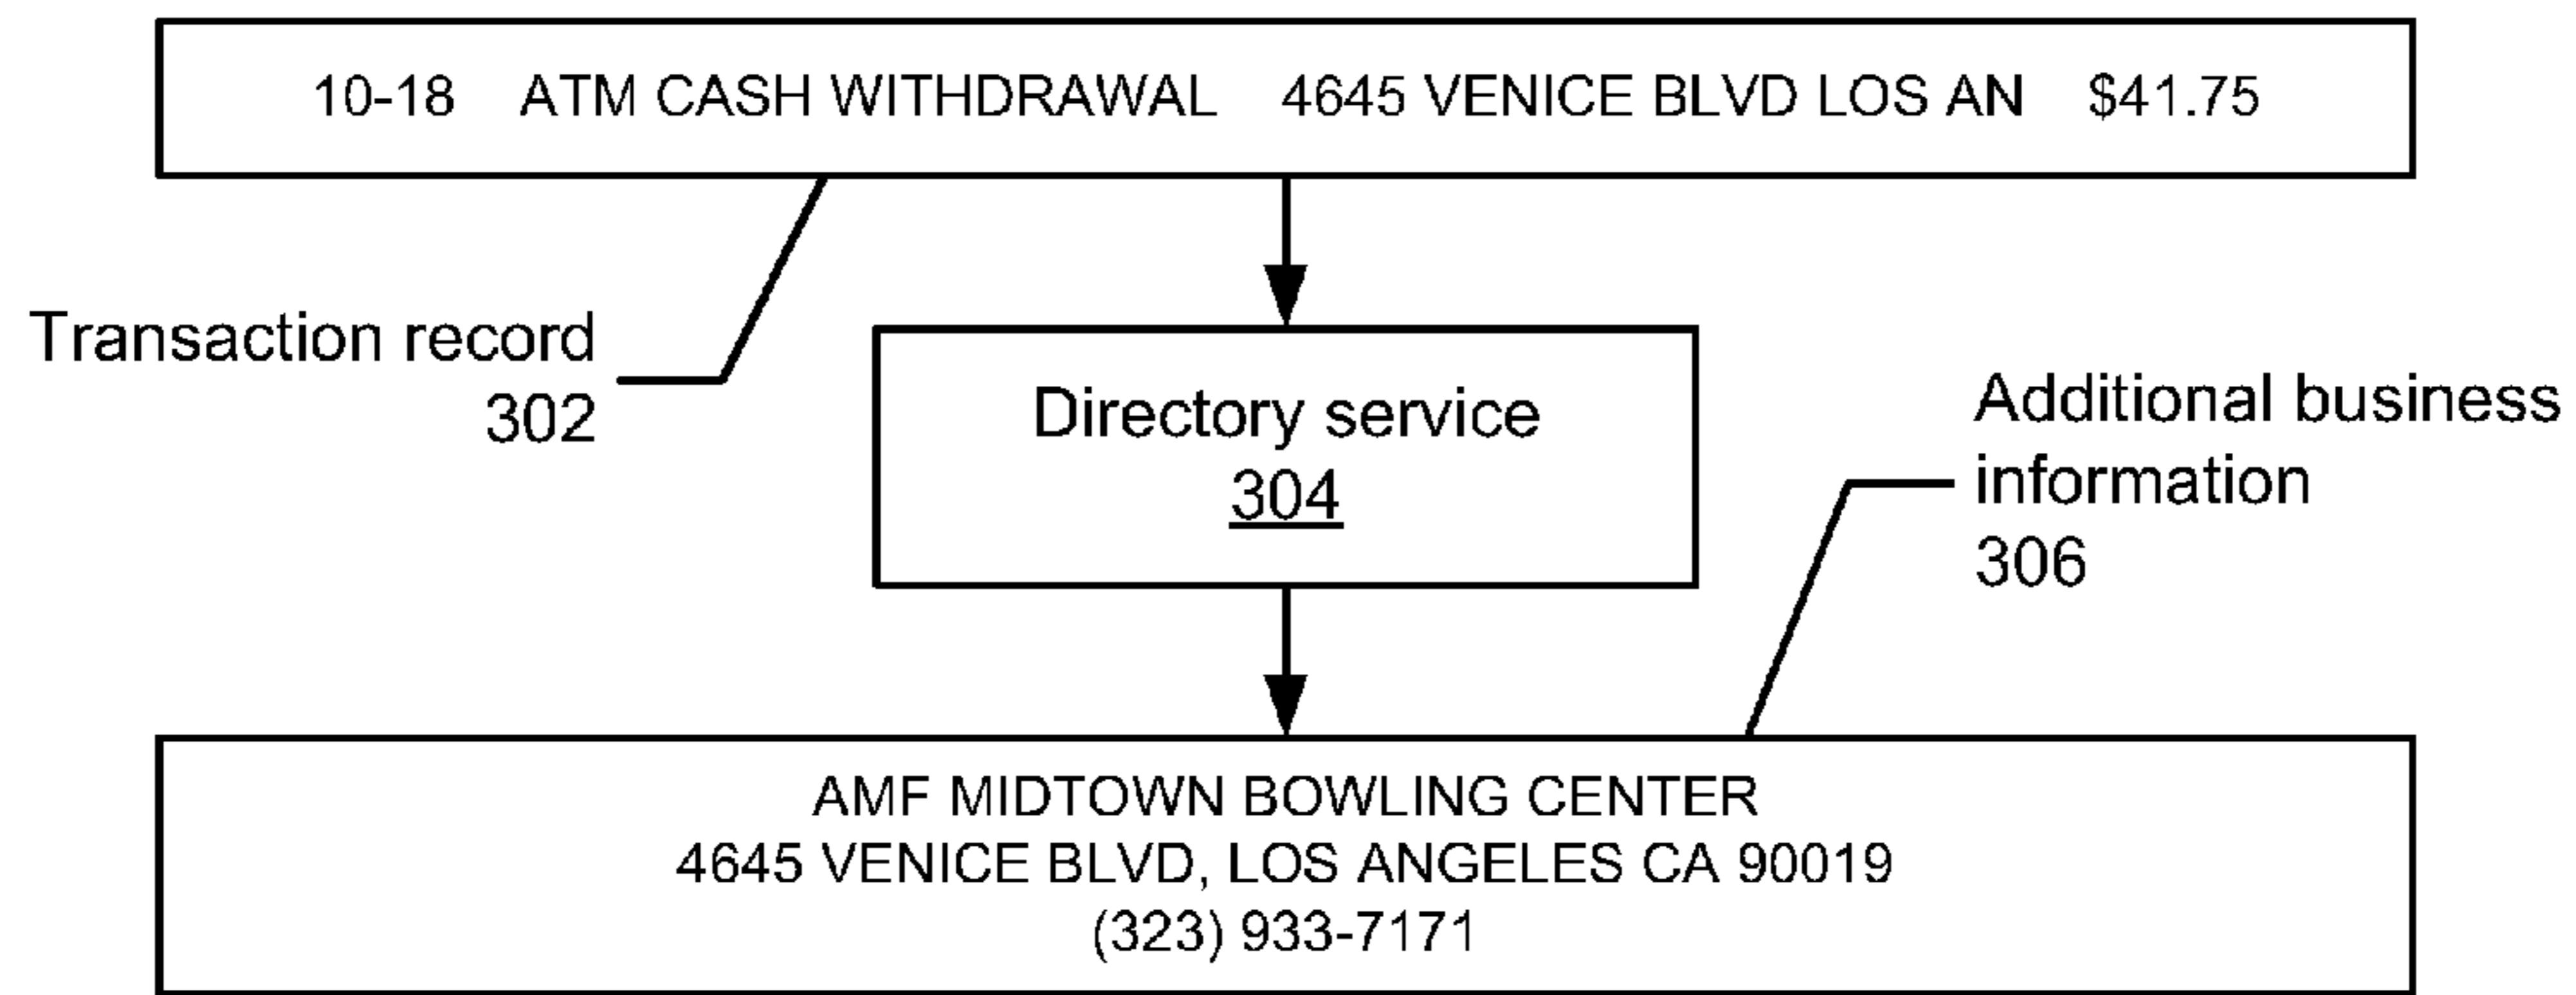 10-18 ATM CASH WITHDRAWAL 4645 VENICE BLVD LOS AN $41.75
Transaction record
302
Directory service
304
Additional business
information
306
AMF MIDTOWN BOWLING CENTER
4645 VENICE BLVD, LOS ANGELES CA 90019
(323) 933-7171